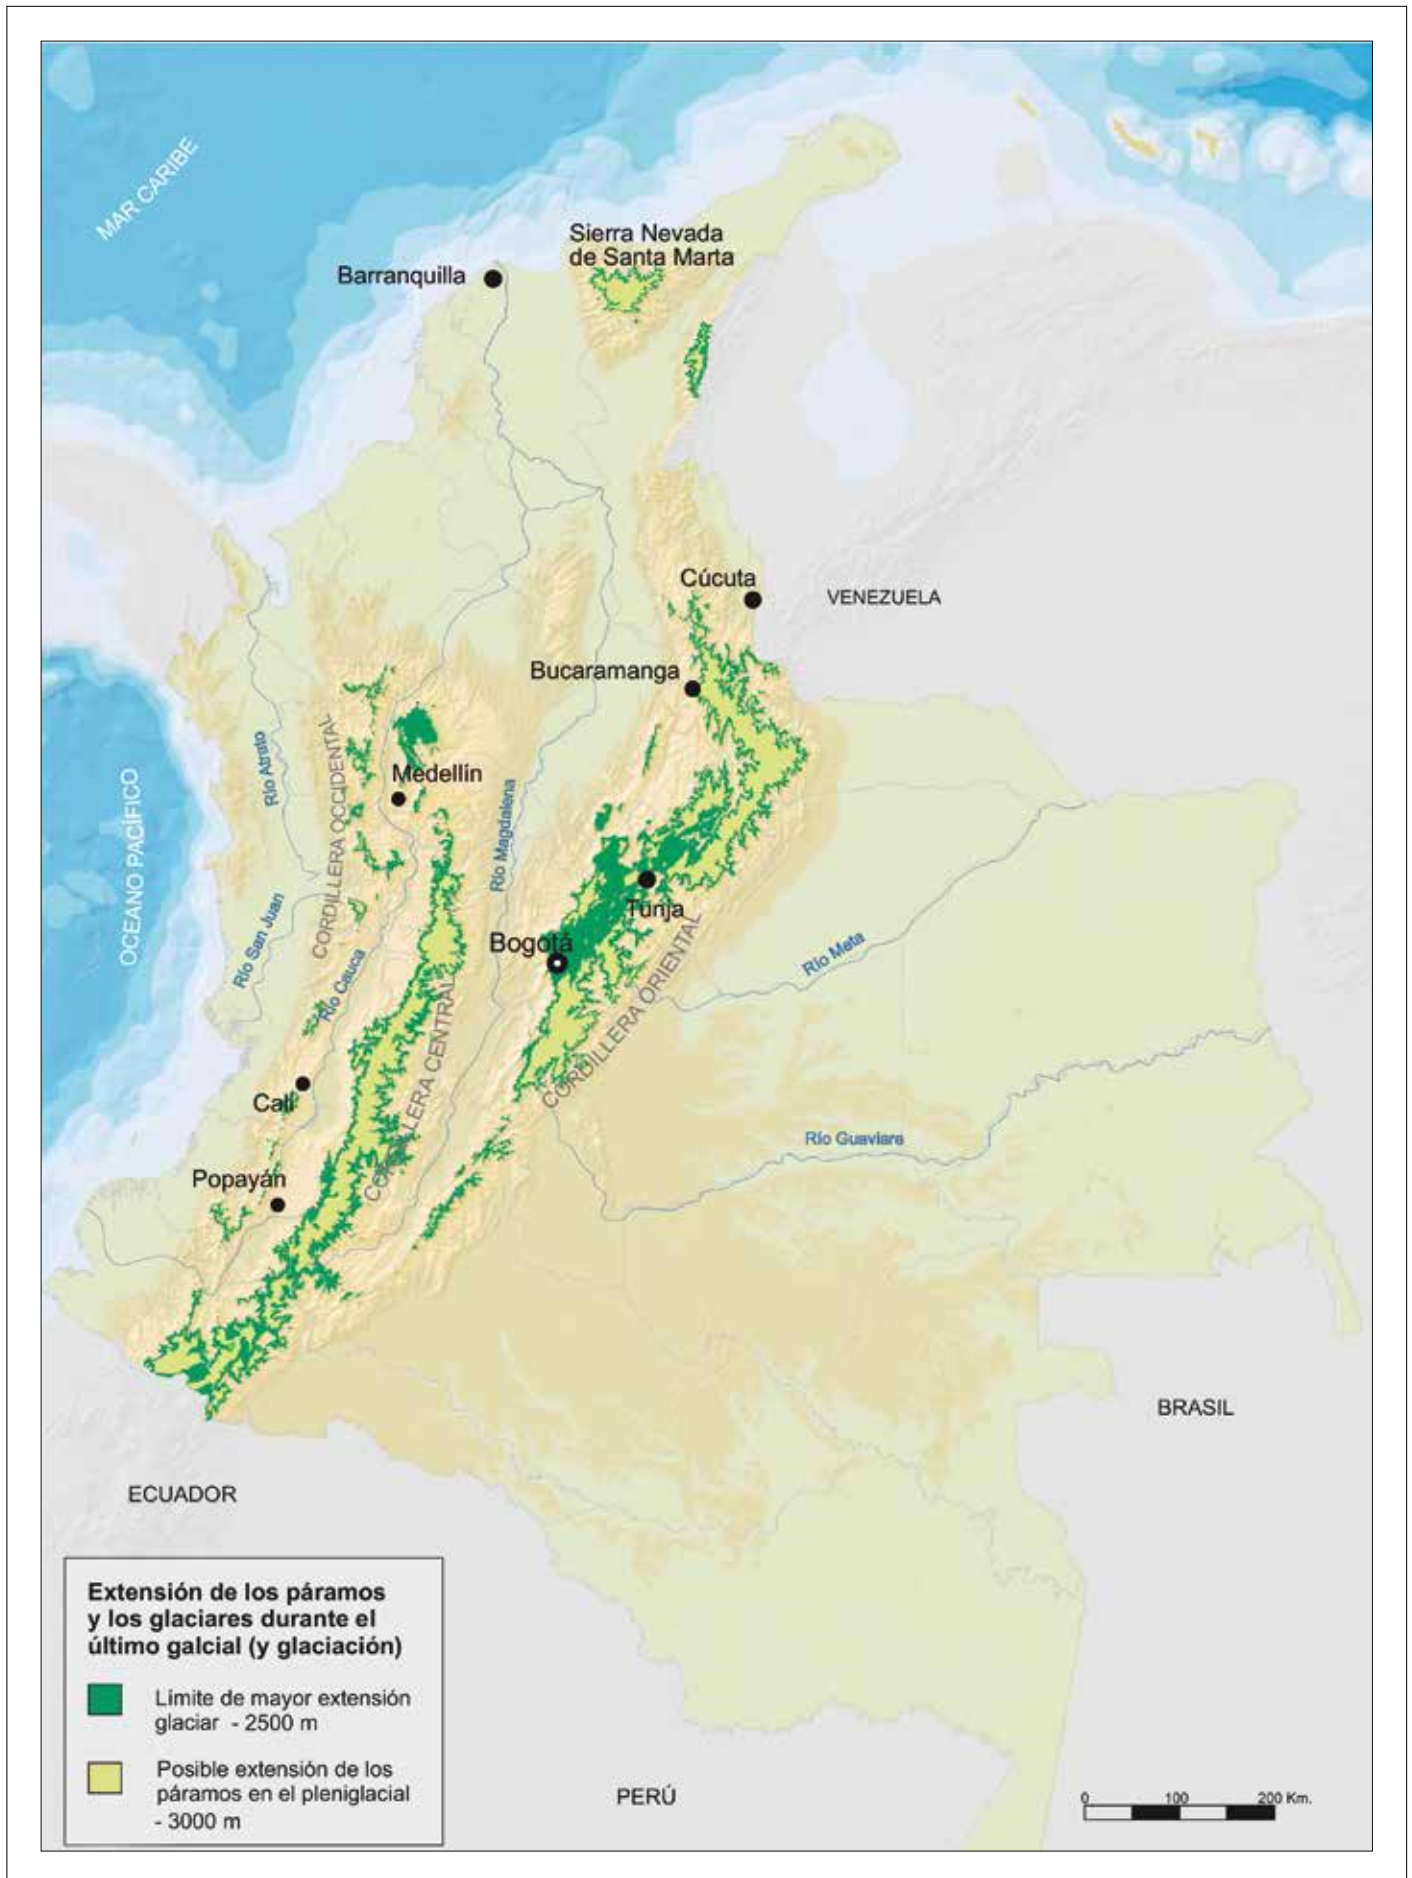 MAR CARIBE
Sierra Nevada
de Santa Marta
Barranquilla
Cúcuta
VENEZUELA
Bucaramanga
Río Atrato
CORDILLERA OCCIDENTAL
Medellín
Río Magdalena
OCEANO PACÍFICO
Río San Juan
Tunja
Bogotá
Río Cauca
CORDILLERA CENTRAL
CORDILLERA ORIENTAL
Río Meta
Cali
Río Guaviare
Popayán
BRASIL
ECUADOR
PERÚ
Extensión de los páramos
y los glaciares durante el
último galcial (y glaciación)
Límite de mayor extensión
glaciar - 2500 m
Posible extensión de los
páramos en el pleniglacial
- 3000 m
0 100 200 Km.